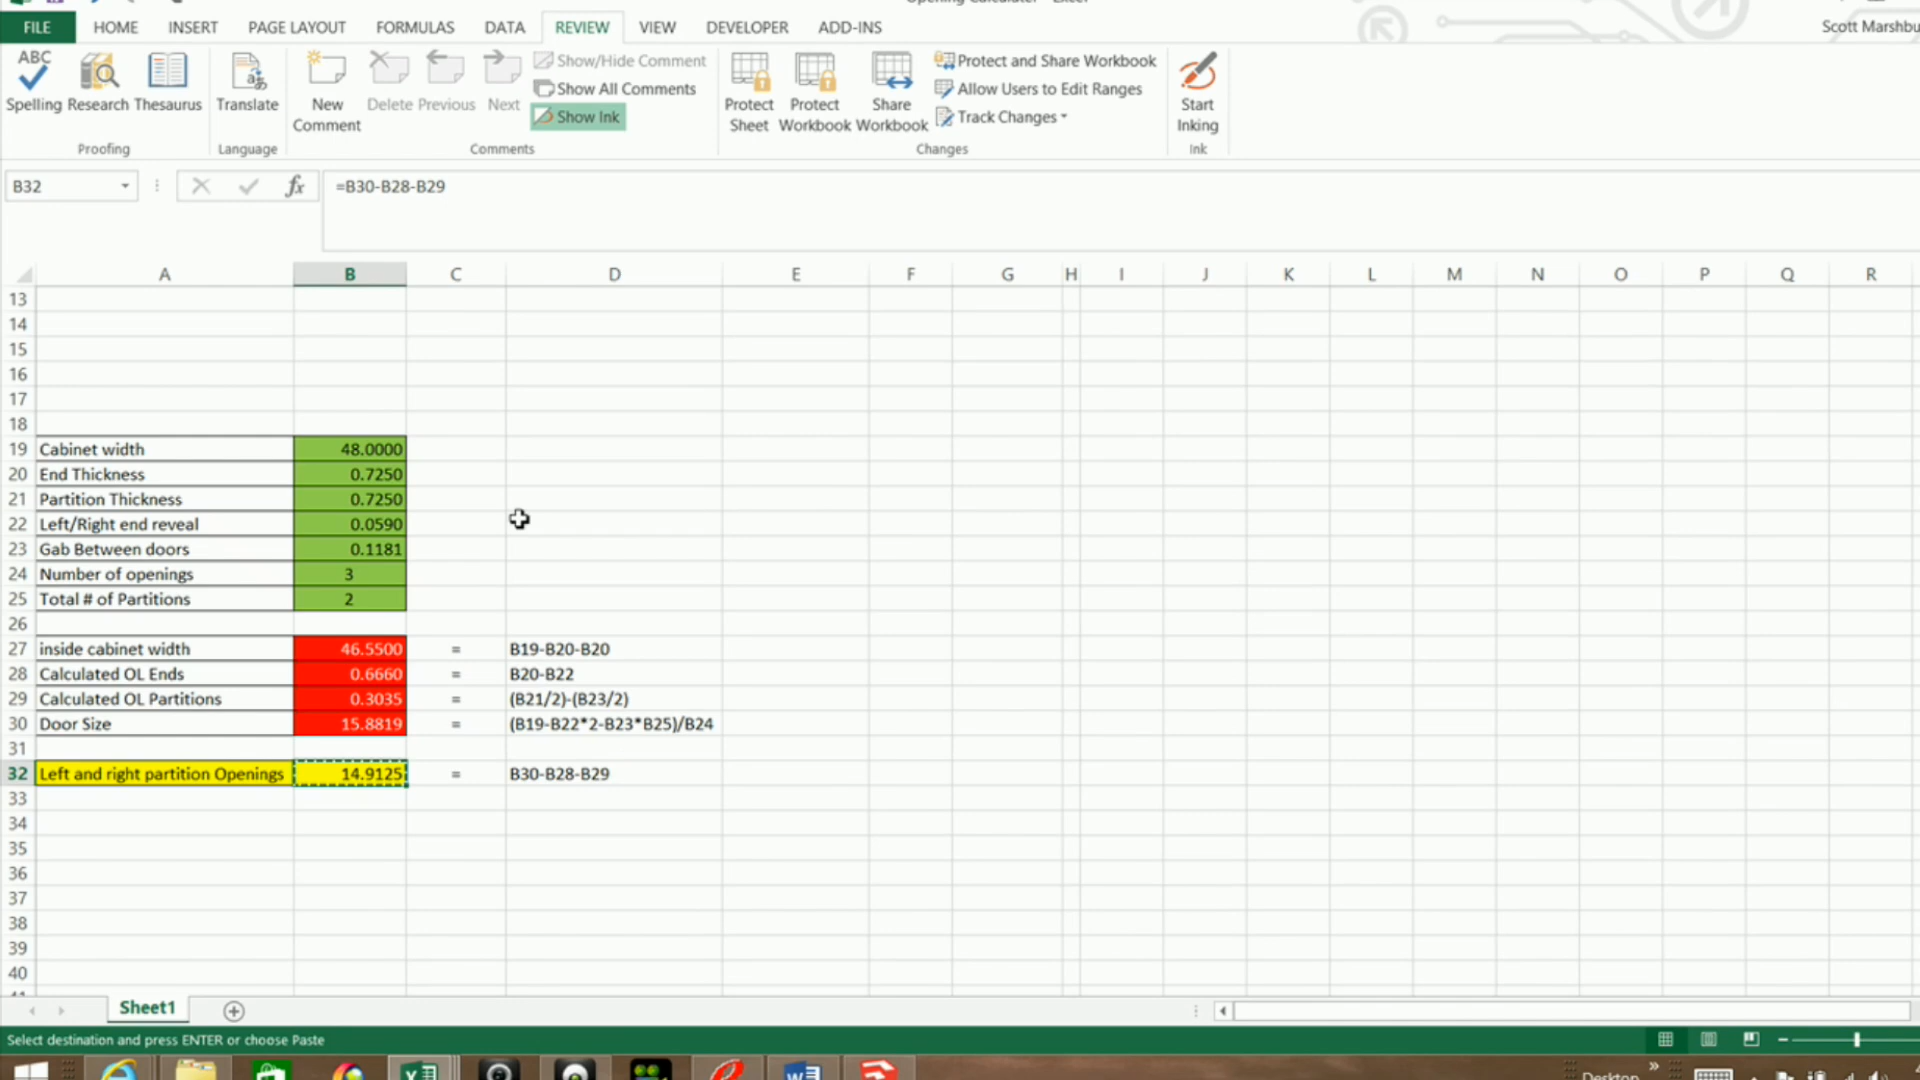 Opening Calculator - Excel
FILE HOME INSERT PAGE LAYOUT FORMULAS DATA REVIEW VIEW DEVELOPER ADD-INS Scott Marshbu
ABC
Spelling Research Thesaurus Translate New Comment Delete Previous Next Show/Hide Comment
Show All Comments
Show Ink
Protect Sheet Protect Workbook Share Workbook Protect and Share Workbook
Allow Users to Edit Ranges
Track Changes
Start Inking
Proofing Language Comments Changes Ink
B32 fx =B30-B28-B29
A B C D E F G H I J K L M N O P Q R
13
14
15
16
17
18
19 Cabinet width 48.0000
20 End Thickness 0.7250
21 Partition Thickness 0.7250
22 Left/Right end reveal 0.0590
23 Gab Between doors 0.1181
24 Number of openings 3
25 Total # of Partitions 2
26
27 inside cabinet width 46.5500 = B19-B20-B20
28 Calculated OL Ends 0.6660 = B20-B22
29 Calculated OL Partitions 0.3035 = (B21/2)-(B23/2)
30 Door Size 15.8819 = (B19-B22*2-B23*B25)/B24
31
32 Left and right partition Openings 14.9125 = B30-B28-B29
33
34
35
36
37
38
39
40
41
Sheet1
Select destination and press ENTER or choose Paste
Desktop